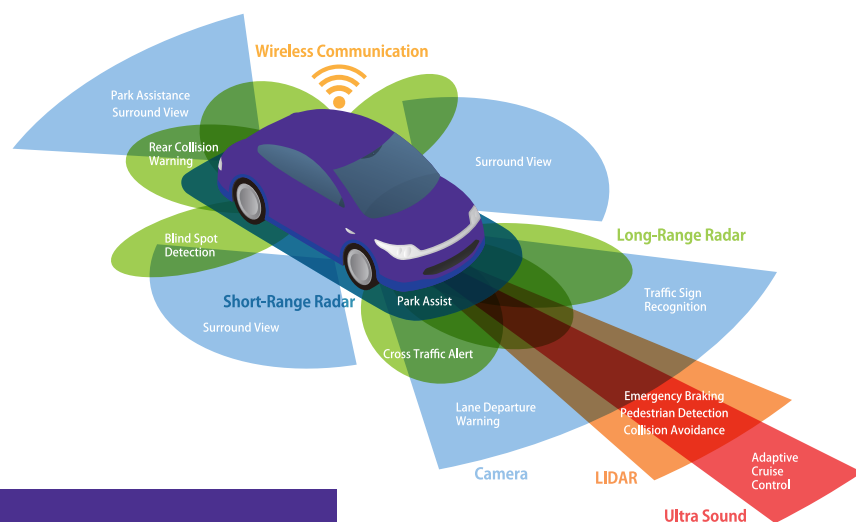 Wireless Communication
Park Assistance
Surround View
Rear Collision
Warning
Surround View
Blind Spot
Detection
Long-Range Radar
Short-Range Radar
Park Assist
Traffic Sign
Recognition
Surround View
Cross Traffic Alert
Emergency Braking
Pedestrian Detection
Collision Avoidance
Lane Departure
Warning
Adaptive
Cruise
Control
Camera
LIDAR
Ultra Sound